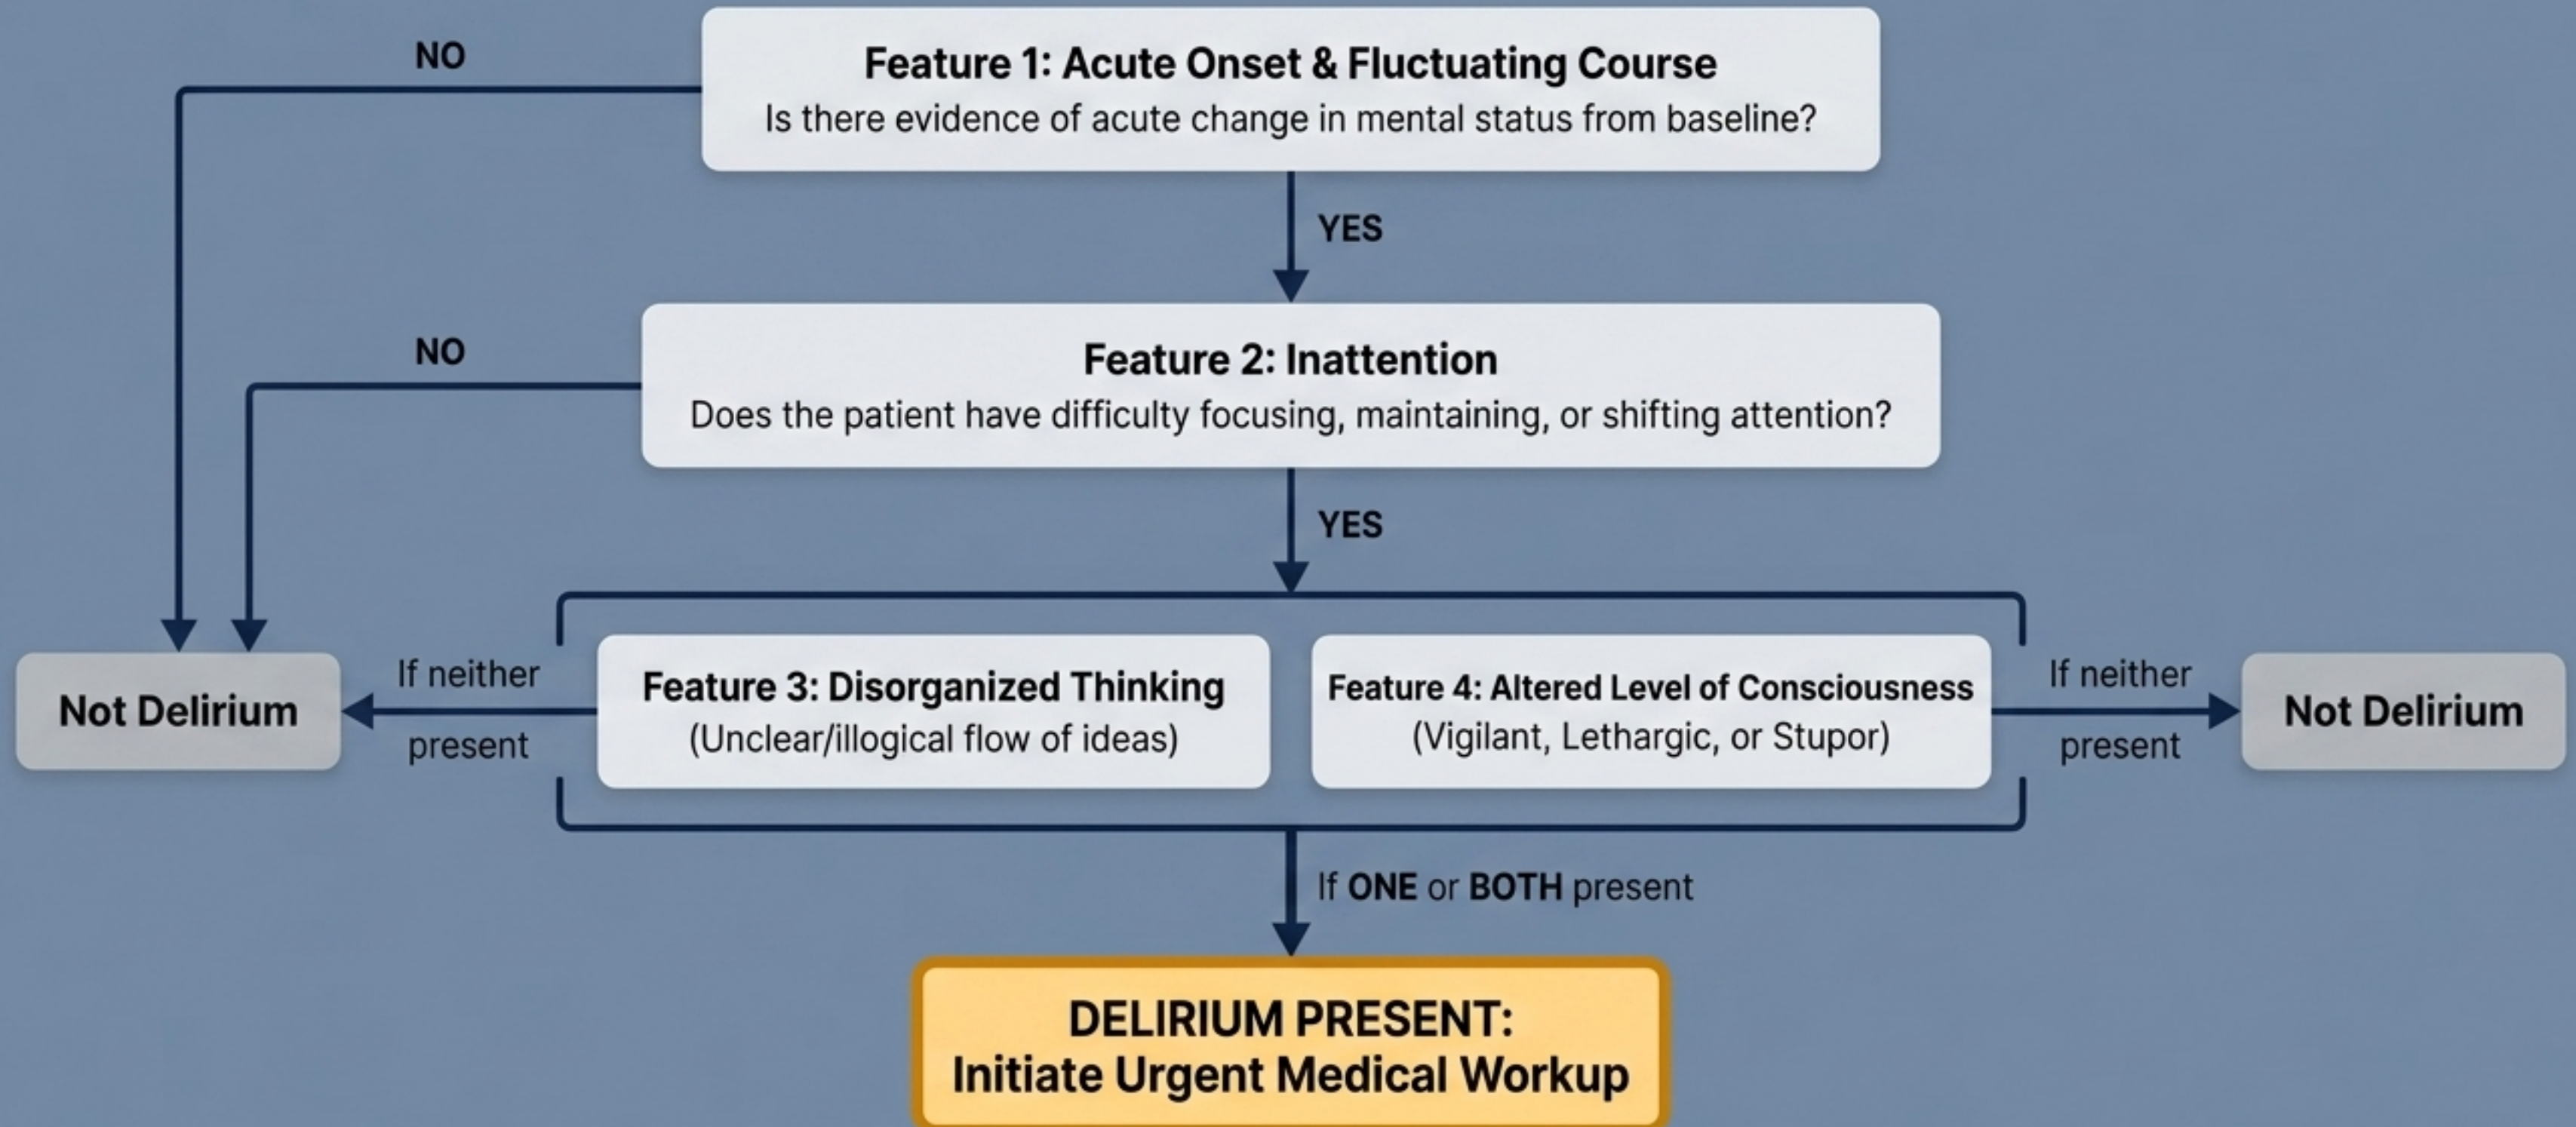 NO
Feature 1: Acute Onset & Fluctuating Course
Is there evidence of acute change in mental status from baseline?
YES
NO
Feature 2: Inattention
Does the patient have difficulty focusing, maintaining, or shifting attention?
YES
Not Delirium
If neither
present
Feature 3: Disorganized Thinking
(Unclear/illogical flow of ideas)
Feature 4: Altered Level of Consciousness
(Vigilant, Lethargic, or Stupor)
If neither
present
Not Delirium
If ONE or BOTH present
DELIRIUM PRESENT:
Initiate Urgent Medical Workup